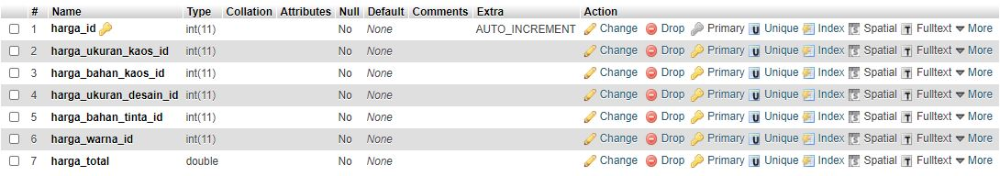 # Name Type Collation Attributes Null Default Comments Extra Action
1 harga_id int(11) No None AUTO_INCREMENT Change Drop Primary Unique Index Spatial Fulltext More
2 harga_ukuran_kaos_id int(11) No None Change Drop Primary Unique Index Spatial Fulltext More
3 harga_bahan_kaos_id int(11) No None Change Drop Primary Unique Index Spatial Fulltext More
4 harga_ukuran_desain_id int(11) No None Change Drop Primary Unique Index Spatial Fulltext More
5 harga_bahan_tinta_id int(11) No None Change Drop Primary Unique Index Spatial Fulltext More
6 harga_warna_id int(11) No None Change Drop Primary Unique Index Spatial Fulltext More
7 harga_total double No None Change Drop Primary Unique Index Spatial Fulltext More